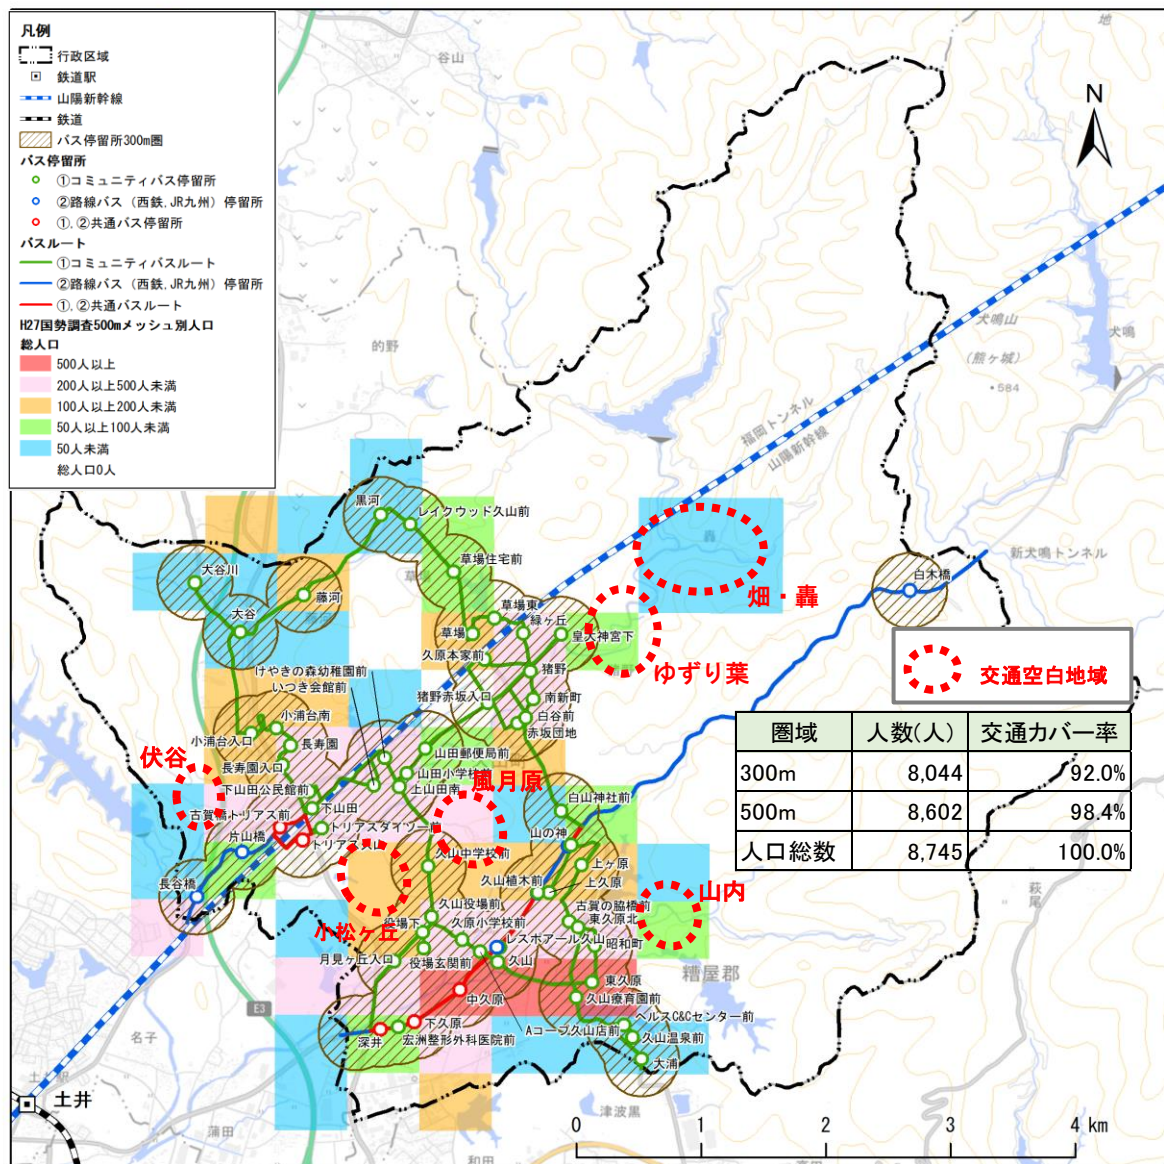 凡例
行政区域
鉄道駅
山陽新幹線
鉄道
バス停留所300m圏
バス停留所
①コミュニティバス停留所
②路線バス（西鉄、JR九州）停留所
①、②共通バス停留所
バスルート
①コミュニティバスルート
②路線バス（西鉄、JR九州）停留所
①、②共通バスルート
H27国勢調査500mメッシュ別人口
総人口
500人以上
200人以上500人未満
100人以上200人未満
50人以上100人未満
50人未満
総人口0人
谷山
地
N
的野
犬鳴山
(熊ヶ城)
・584
犬鳴
福岡トンネル
山陽新幹線
新犬鳴トンネル
白木橋
黒河
レイクウッド久山前
草場住宅前
大谷川
藤河
大谷
草場東
草場
緑ヶ丘
皇大神宮下
久原本家前
けやきの森幼稚園前
いつき会館前
猪野
猪野赤坂入口
南新町
白谷前
赤坂団地
小浦台南
小浦台入口
長寿園
長寿園入口
山田郵便局前
山田小学校
上山田南
下山田公民館前
下山田
古賀橋トリアス前
トリアスダイソー前
トリアス久山
片山橋
長谷橋
白山神社前
山の神
久山中学校前
上ヶ原
上久原
久山植木前
古賀の脇橋前
東久原北
久山役場前
役場下
久原小学校前
レスポアール久山
昭和町
月見ヶ丘入口
役場玄関前
久山
東久原
中久原
久山療育園前
下久原
Aコープ久山店前
ヘルスC&Cセンター前
久山温泉前
深井
宏洲整形外科医院前
大浦
畑・轟
轟
ゆずり葉
伏谷
風月原
小松ヶ丘
山内
交通空白地域
圏域 人数(人) 交通カバー率
300m 8,044 92.0%
500m 8,602 98.4%
人口総数 8,745 100.0%
糟屋郡
萩尾
E3
名子
土井
蒲田
和田
津波黒
0 1 2 3 4 km